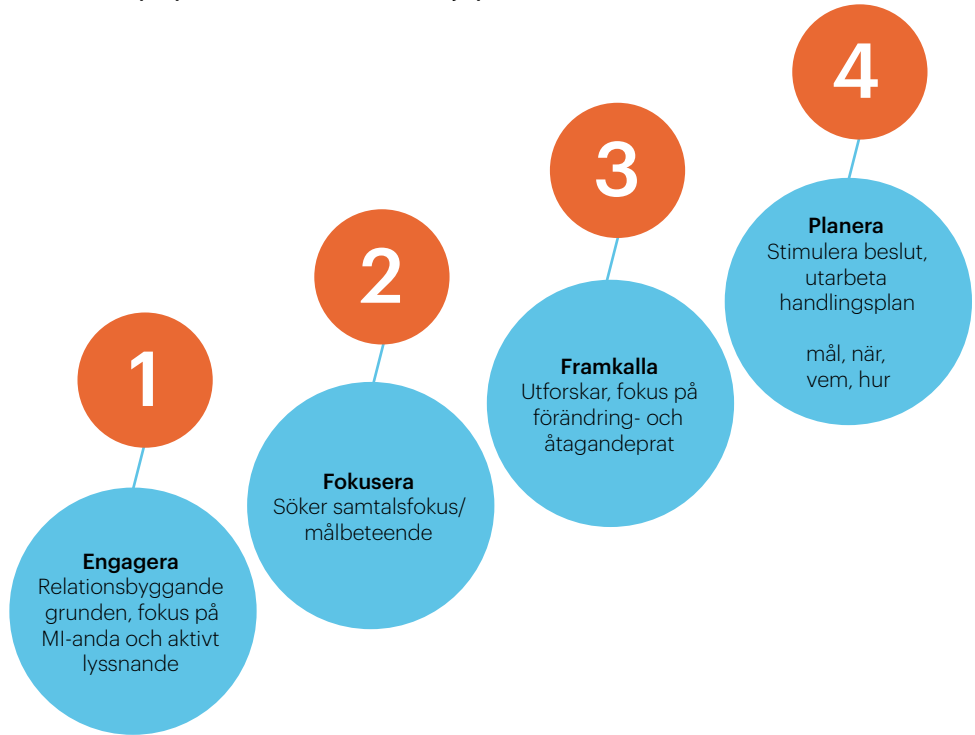 1
Engagera
Relationsbyggande
grunden, fokus på
MI-anda och aktivt
lyssnande
2
Fokusera
Söker samtalsfokus/
målbeteende
3
Framkalla
Utforskar, fokus på
förändring- och
åtagandeprat
4
Planera
Stimulera beslut,
utarbeta
handlingsplan
mål, när,
vem, hur